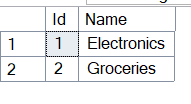 Id Name
1 1 Electronics
2 2 Groceries